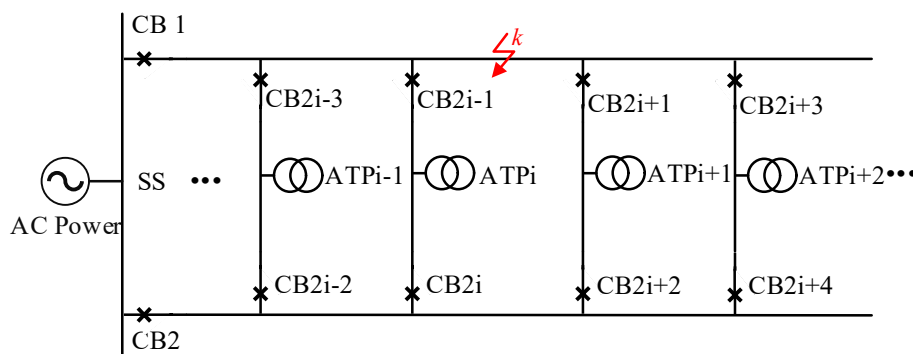 CB 1
k
CB2i-3
CB2i-1
CB2i+1
CB2i+3
SS
•••
ATPi-1
ATPi
ATPi+1
ATPi+2
•••
AC Power
CB2i-2
CB2i
CB2i+2
CB2i+4
CB2